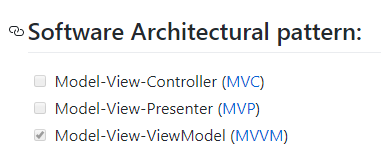 Software Architectural pattern:
Model-View-Controller (MVC)
Model-View-Presenter (MVP)
Model-View-ViewModel (MVVM)